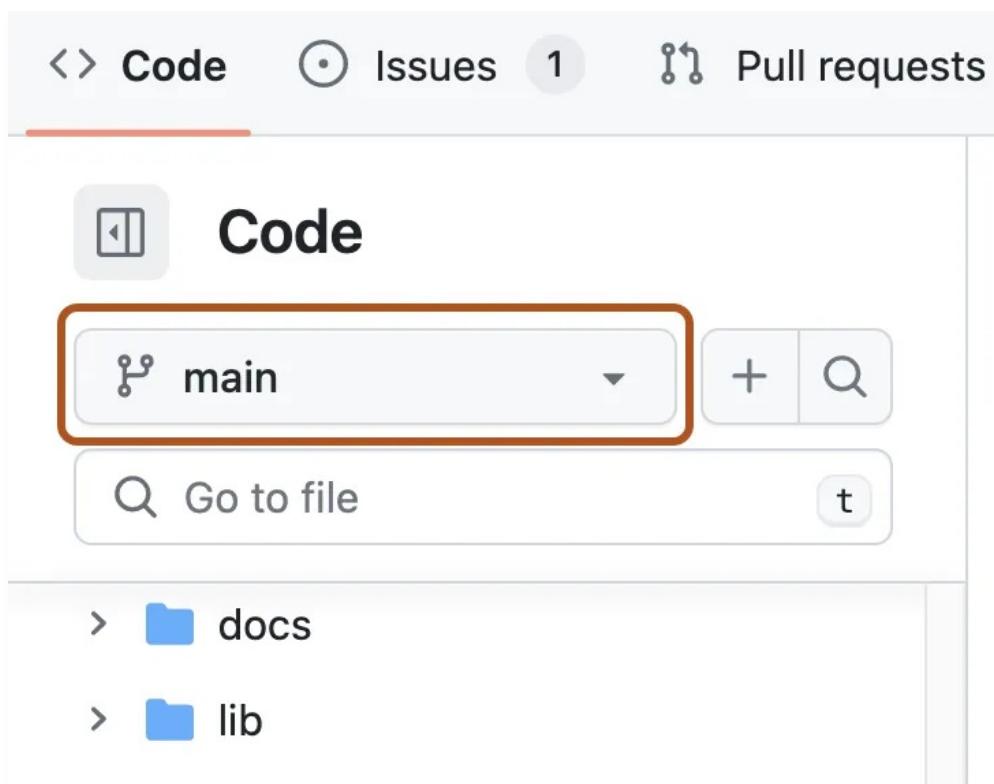 Code Issues 1 Pull requests
Code
main
Go to file t
docs
lib